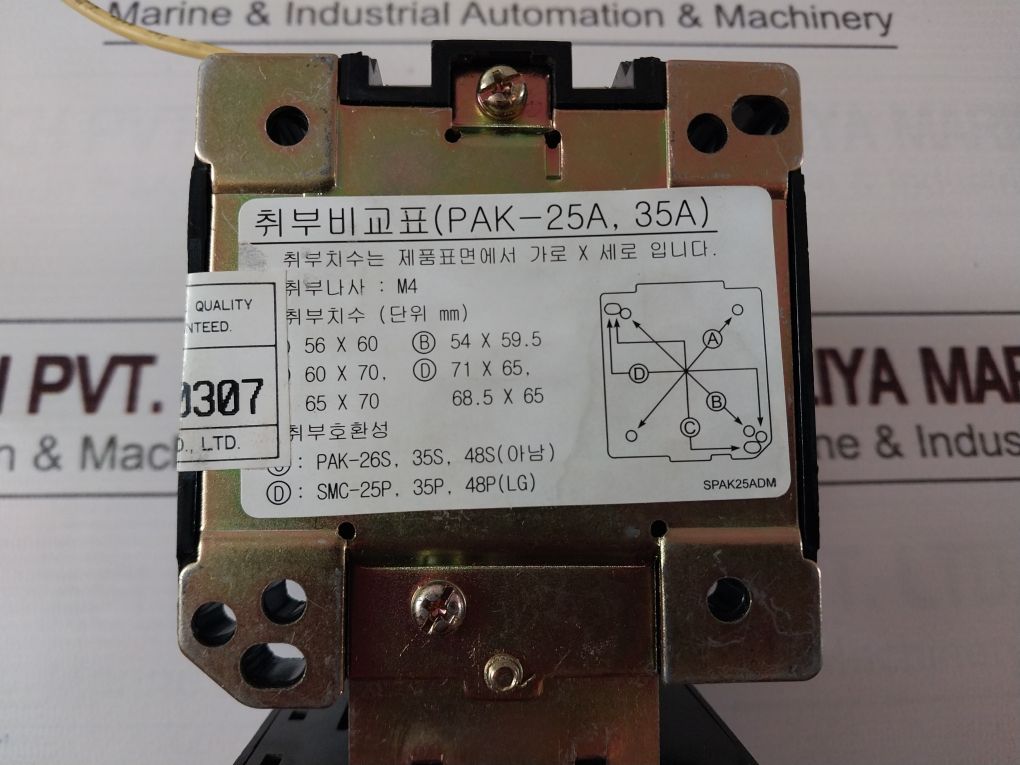 Marine & Industrial Automation & Machinery
취부비교표(PAK-25A, 35A)
취부치수는 제품표면에서 가로 X 세로 입니다.
취부나사 : M4
취부치수 (단위 mm)
56 X 60 Ⓑ 54 X 59.5
60 X 70, Ⓓ 71 X 65,
65 X 70 68.5 X 65
취부호환성
Ⓒ: PAK-26S, 35S, 48S(아남)
Ⓓ: SMC-25P, 35P, 48P(LG)
A
B
C
D
SPAK25ADM
QUALITY
NTEED.
0307
O., LTD.
PVT.
IYA MAR
n & Mac
ine & Indus